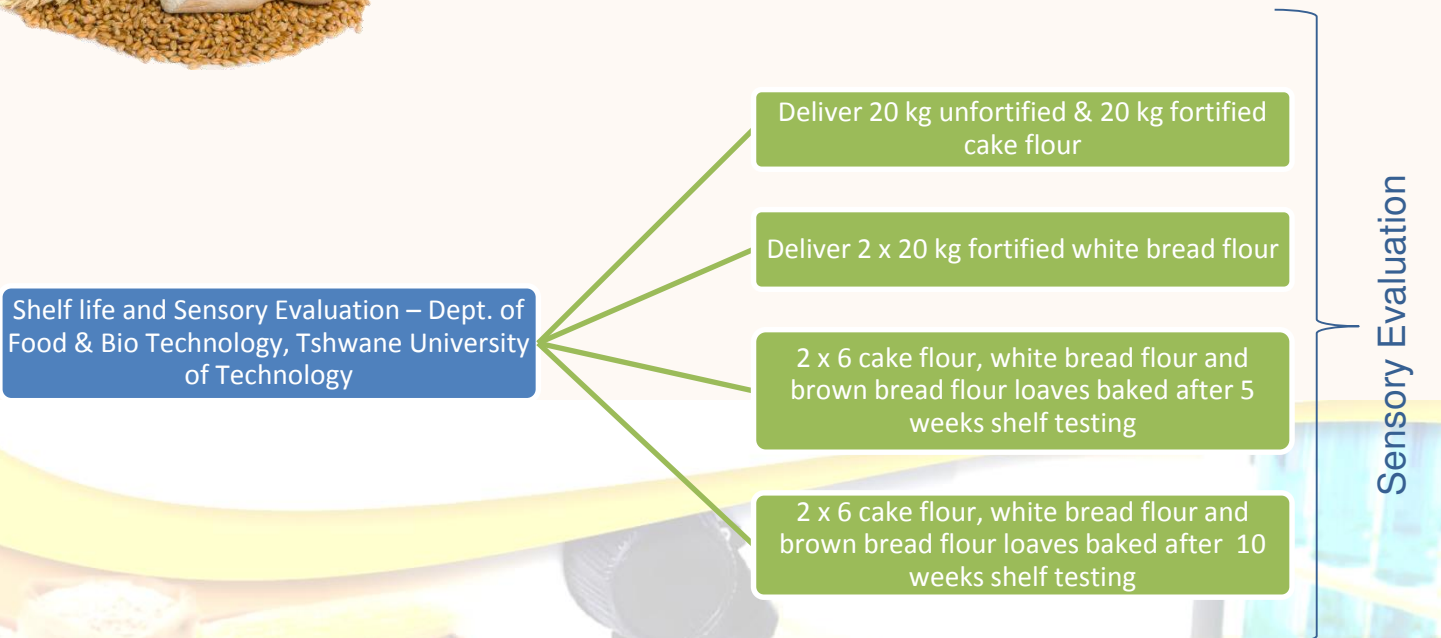 Deliver 20 kg unfortified & 20 kg fortified
cake flour
Deliver 2 x 20 kg fortified white bread flour
Shelf life and Sensory Evaluation – Dept. of
Food & Bio Technology, Tshwane University
of Technology
2 x 6 cake flour, white bread flour and
brown bread flour loaves baked after 5
weeks shelf testing
2 x 6 cake flour, white bread flour and
brown bread flour loaves baked after 10
weeks shelf testing
Sensory Evaluation